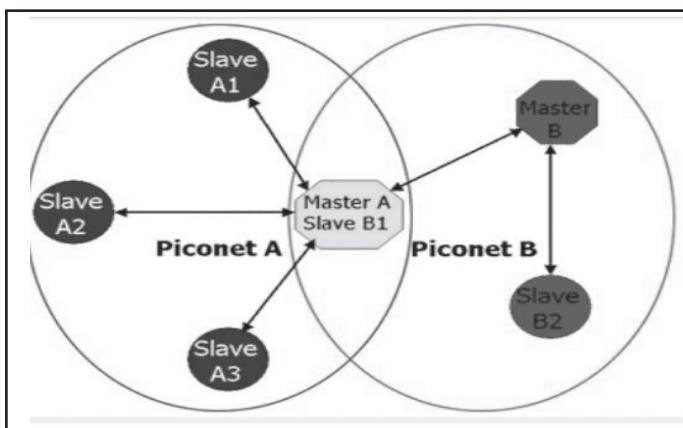 Slave
A1
Master
B
Slave
A2
Master A
Slave B1
Piconet A
Piconet B
Slave
B2
Slave
A3